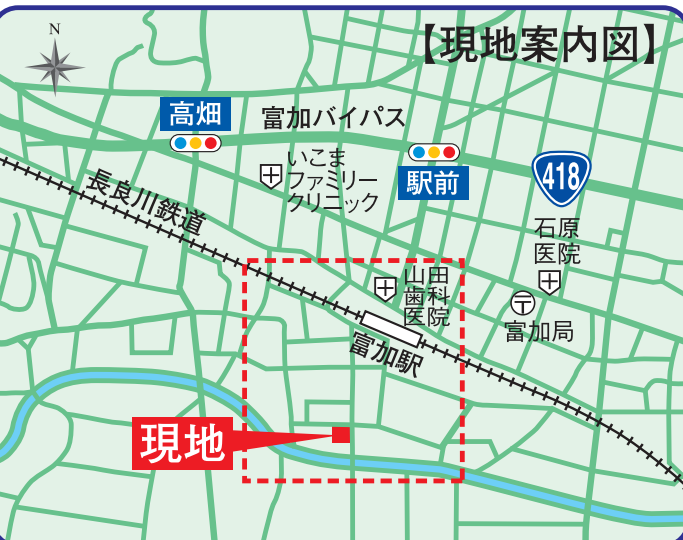 【現地案内図】
N
高畑
富加バイパス
いこま
ファミリー
クリニック
駅前
418
長良川鉄道
石原
医院
山田
歯科
医院
〒
富加局
富加駅
現地